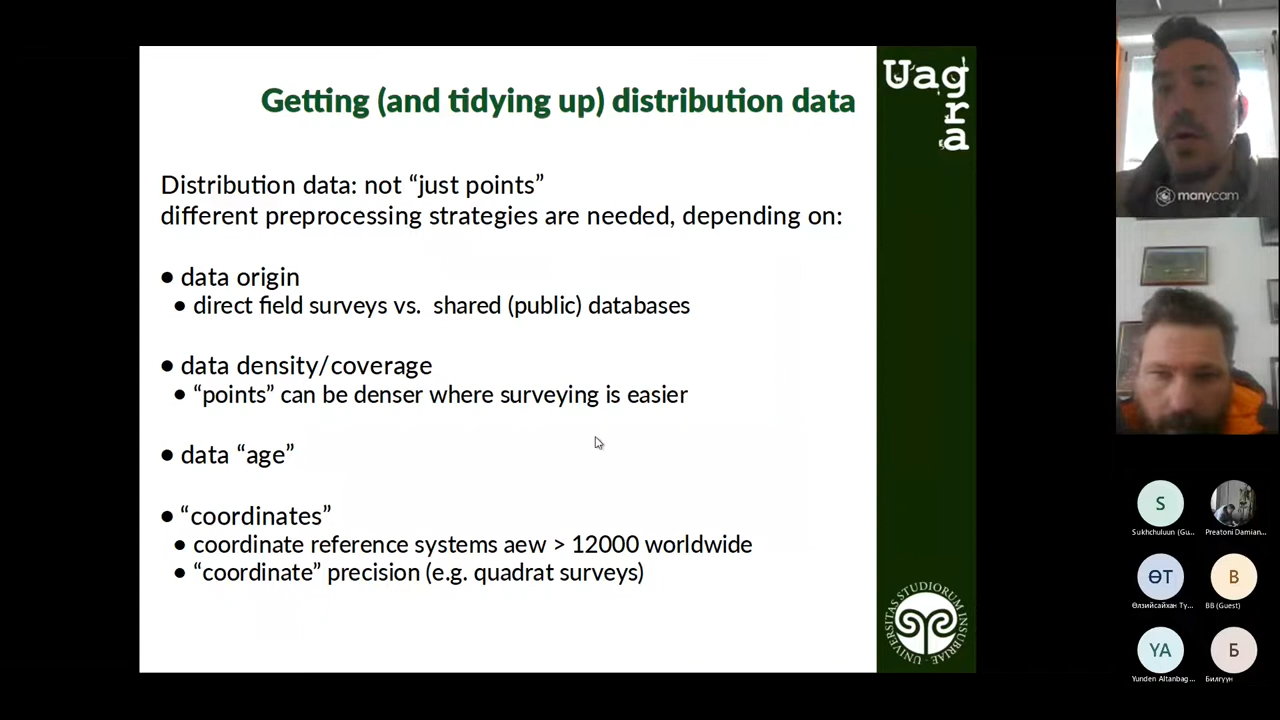 Getting (and tidying up) distribution data
Uag
r
a
Distribution data: not “just points”
different preprocessing strategies are needed, depending on:
• data origin
• direct field surveys vs. shared (public) databases
• data density/coverage
• “points” can be denser where surveying is easier
• data “age”
• “coordinates”
• coordinate reference systems aew > 12000 worldwide
• “coordinate” precision (e.g. quadrat surveys)
UNIVERSITAS STUDIORUM INSUBRIAE
manycam
S
Sukhchuluun (Gu...
Preatoni Damian...
ӨТ
Өлзийсайхан Ту...
B
BB (Guest)
YA
Yunden Altanbag...
Б
Билгүүн